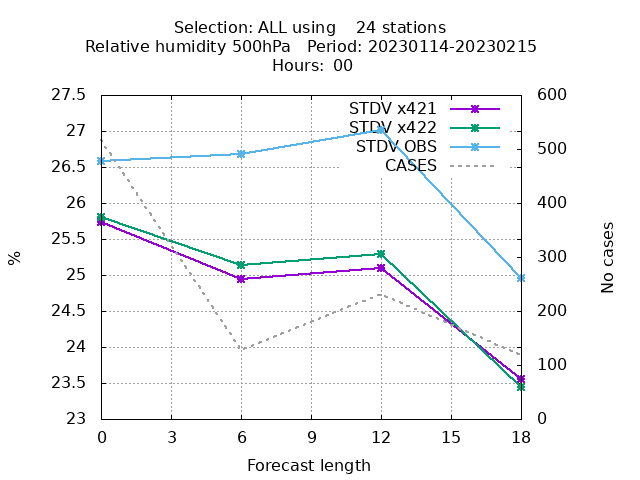 Selection: ALL using    24 stations
Relative humidity 500hPa   Period: 20230114-20230215
Hours:  00
27.5
27
26.5
26
25.5
25
24.5
24
23.5
23
%
STDV x421
STDV x422
STDV OBS
CASES
600
500
400
300
200
100
0
No cases
0 3 6 9 12 15 18
Forecast length